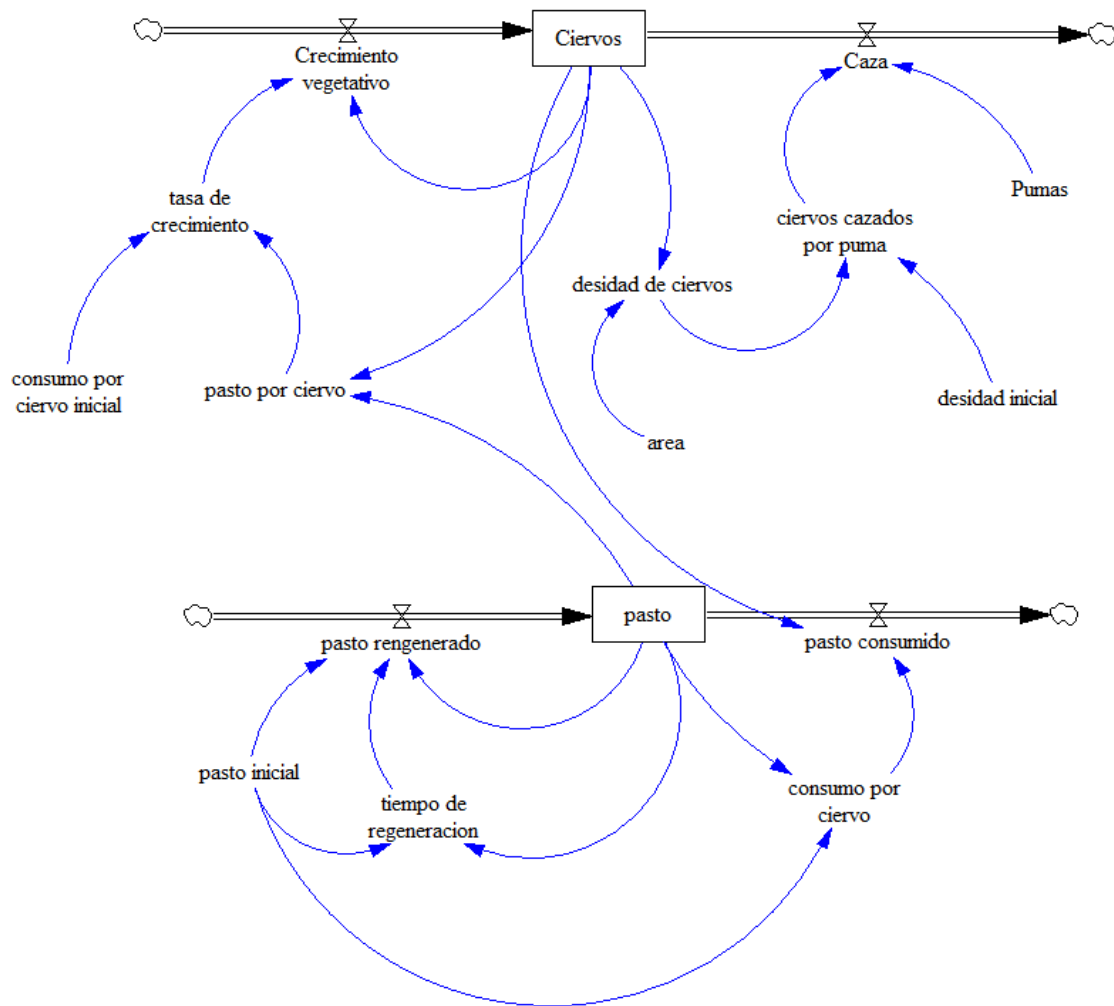 Ciervos
Crecimiento
vegetativo
Caza
tasa de
crecimiento
Pumas
ciervos cazados
por puma
desidad de ciervos
consumo por
ciervo inicial
pasto por ciervo
desidad inicial
area
pasto
pasto rengenerado
pasto consumido
pasto inicial
tiempo de
regeneracion
consumo por
ciervo